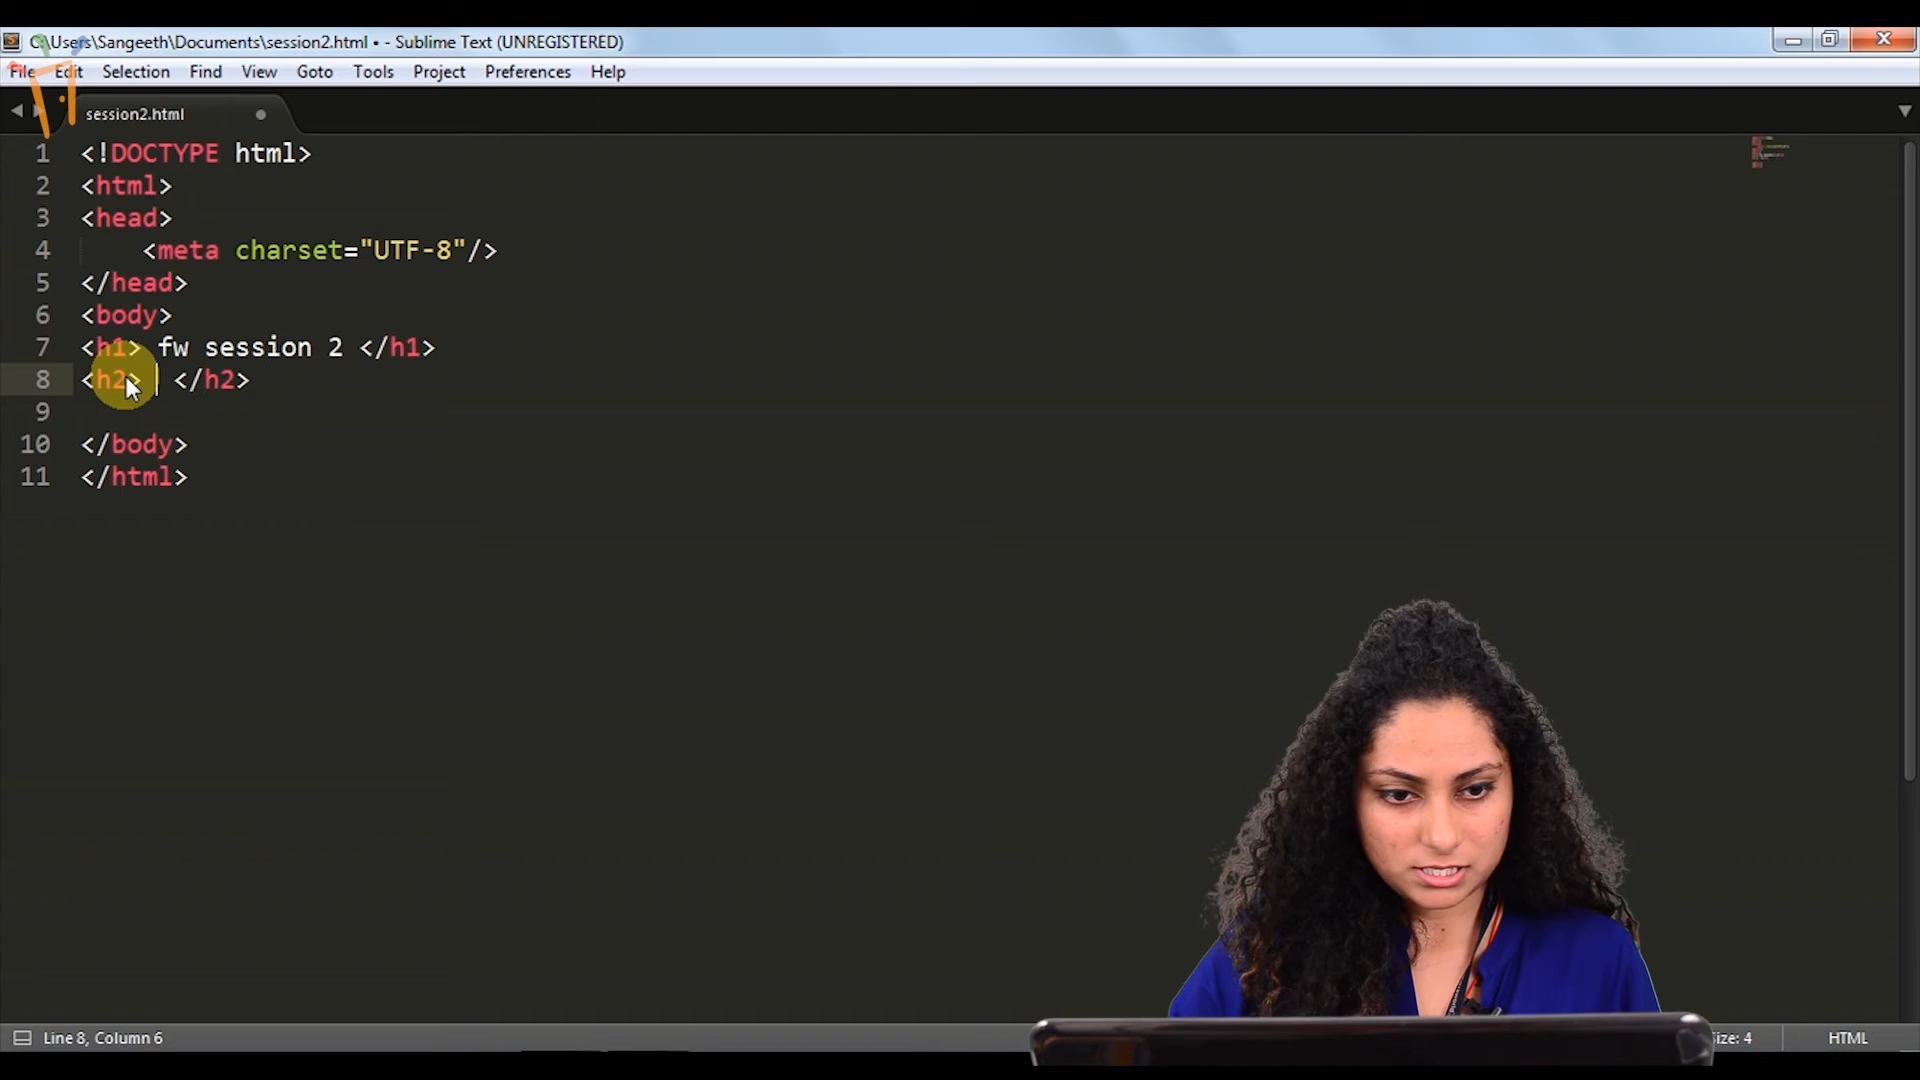 C:\Users\Sangeeth\Documents\session2.html • - Sublime Text (UNREGISTERED)
File Edit Selection Find View Goto Tools Project Preferences Help
session2.html
1 <!DOCTYPE html>
2 <html>
3 <head>
4 <meta charset="UTF-8"/>
5 </head>
6 <body>
7 <h1> fw session 2 </h1>
8 <h2> </h2>
9
10 </body>
11 </html>
Line 8, Column 6
Size: 4 HTML